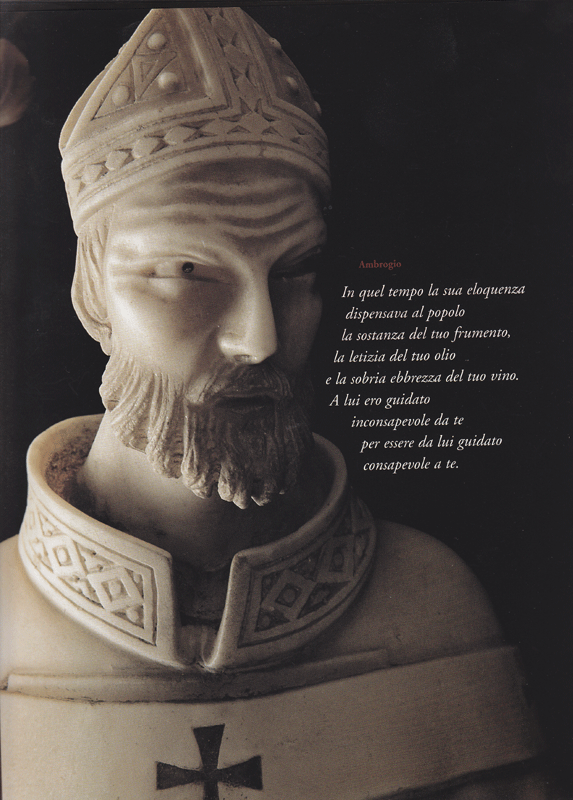 Ambrogio
In quel tempo la sua eloquenza
dispensava al popolo
la sostanza del tuo frumento,
la letizia del tuo olio
e la sobria ebbrezza del tuo vino.
A lui ero guidato
inconsapevole da te
per essere da lui guidato
consapevole a te.